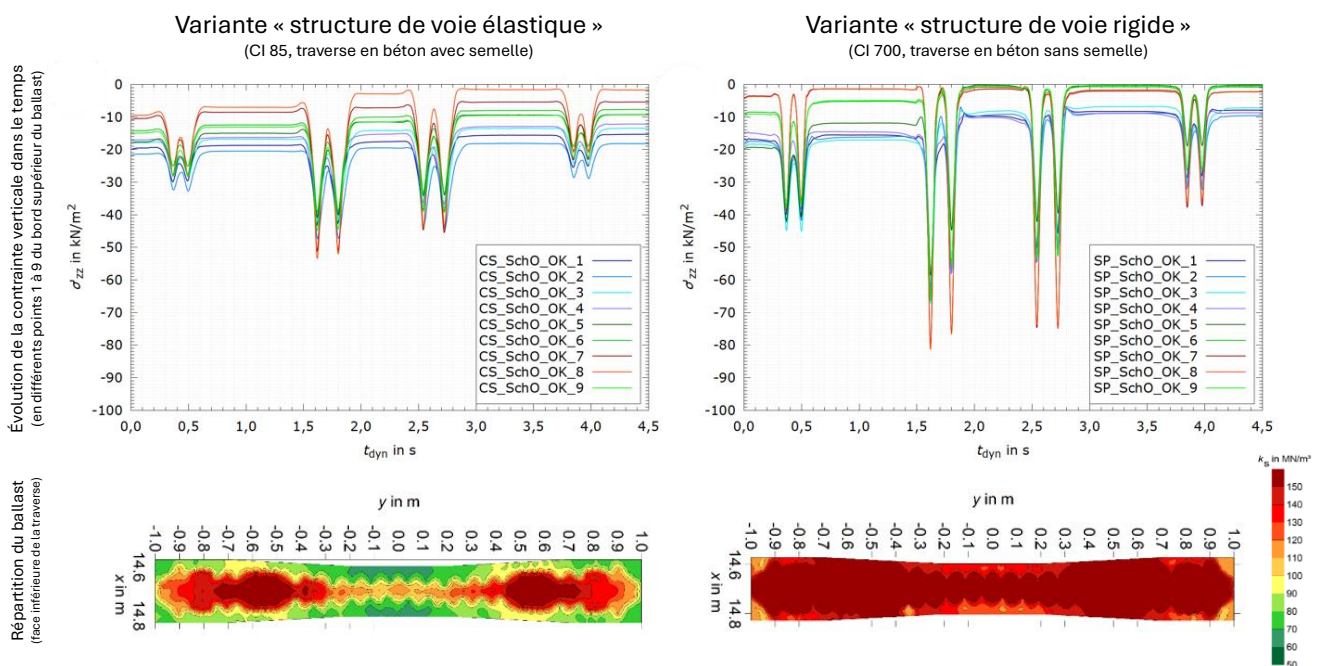 Variante « structure de voie élastique »
(CI 85, traverse en béton avec semelle)
Variante « structure de voie rigide »
(CI 700, traverse en béton sans semelle)
Évolution de la contrainte verticale dans le temps
(en différents points 1 à 9 du bord supérieur du ballast)
0
-10
-20
-30
-40
-50
-60
-70
-80
-90
-100
σzz in kN/m²
CS_SchO_OK_1
CS_SchO_OK_2
CS_SchO_OK_3
CS_SchO_OK_4
CS_SchO_OK_5
CS_SchO_OK_6
CS_SchO_OK_7
CS_SchO_OK_8
CS_SchO_OK_9
0,0 0,5 1,0 1,5 2,0 2,5 3,0 3,5 4,0 4,5
tdyn in s
0
-10
-20
-30
-40
-50
-60
-70
-80
-90
-100
σzz in kN/m²
SP_SchO_OK_1
SP_SchO_OK_2
SP_SchO_OK_3
SP_SchO_OK_4
SP_SchO_OK_5
SP_SchO_OK_6
SP_SchO_OK_7
SP_SchO_OK_8
SP_SchO_OK_9
0,0 0,5 1,0 1,5 2,0 2,5 3,0 3,5 4,0 4,5
tdyn in s
Répartition du ballast
(face inférieure de la traverse)
y in m
-1.0 -0.9 -0.8 -0.7 -0.6 -0.5 -0.4 -0.3 -0.2 -0.1 0.0 0.1 0.2 0.3 0.4 0.5 0.6 0.7 0.8 0.9 1.0
14.6
x in m
14.8
y in m
-1.0 -0.9 -0.8 -0.7 -0.6 -0.5 -0.4 -0.3 -0.2 -0.1 0.0 0.1 0.2 0.3 0.4 0.5 0.6 0.7 0.8 0.9 1.0
14.6
x in m
14.8
ks in MN/m³
150
140
130
120
110
100
90
80
70
60
50